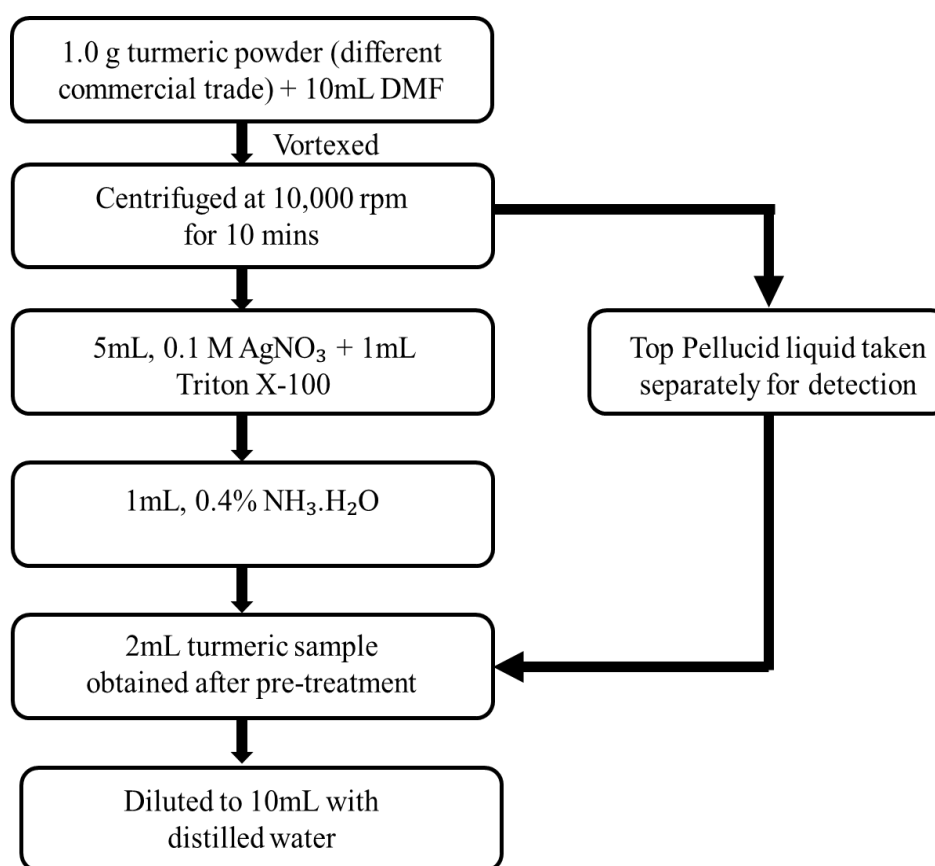 1.0 g turmeric powder (different
commercial trade) + 10mL DMF
Vortexed
Centrifuged at 10,000 rpm
for 10 mins
5mL, 0.1 M AgNO₃ + 1mL
Triton X-100
Top Pellucid liquid taken
separately for detection
1mL, 0.4% NH₃.H₂O
2mL turmeric sample
obtained after pre-treatment
Diluted to 10mL with
distilled water